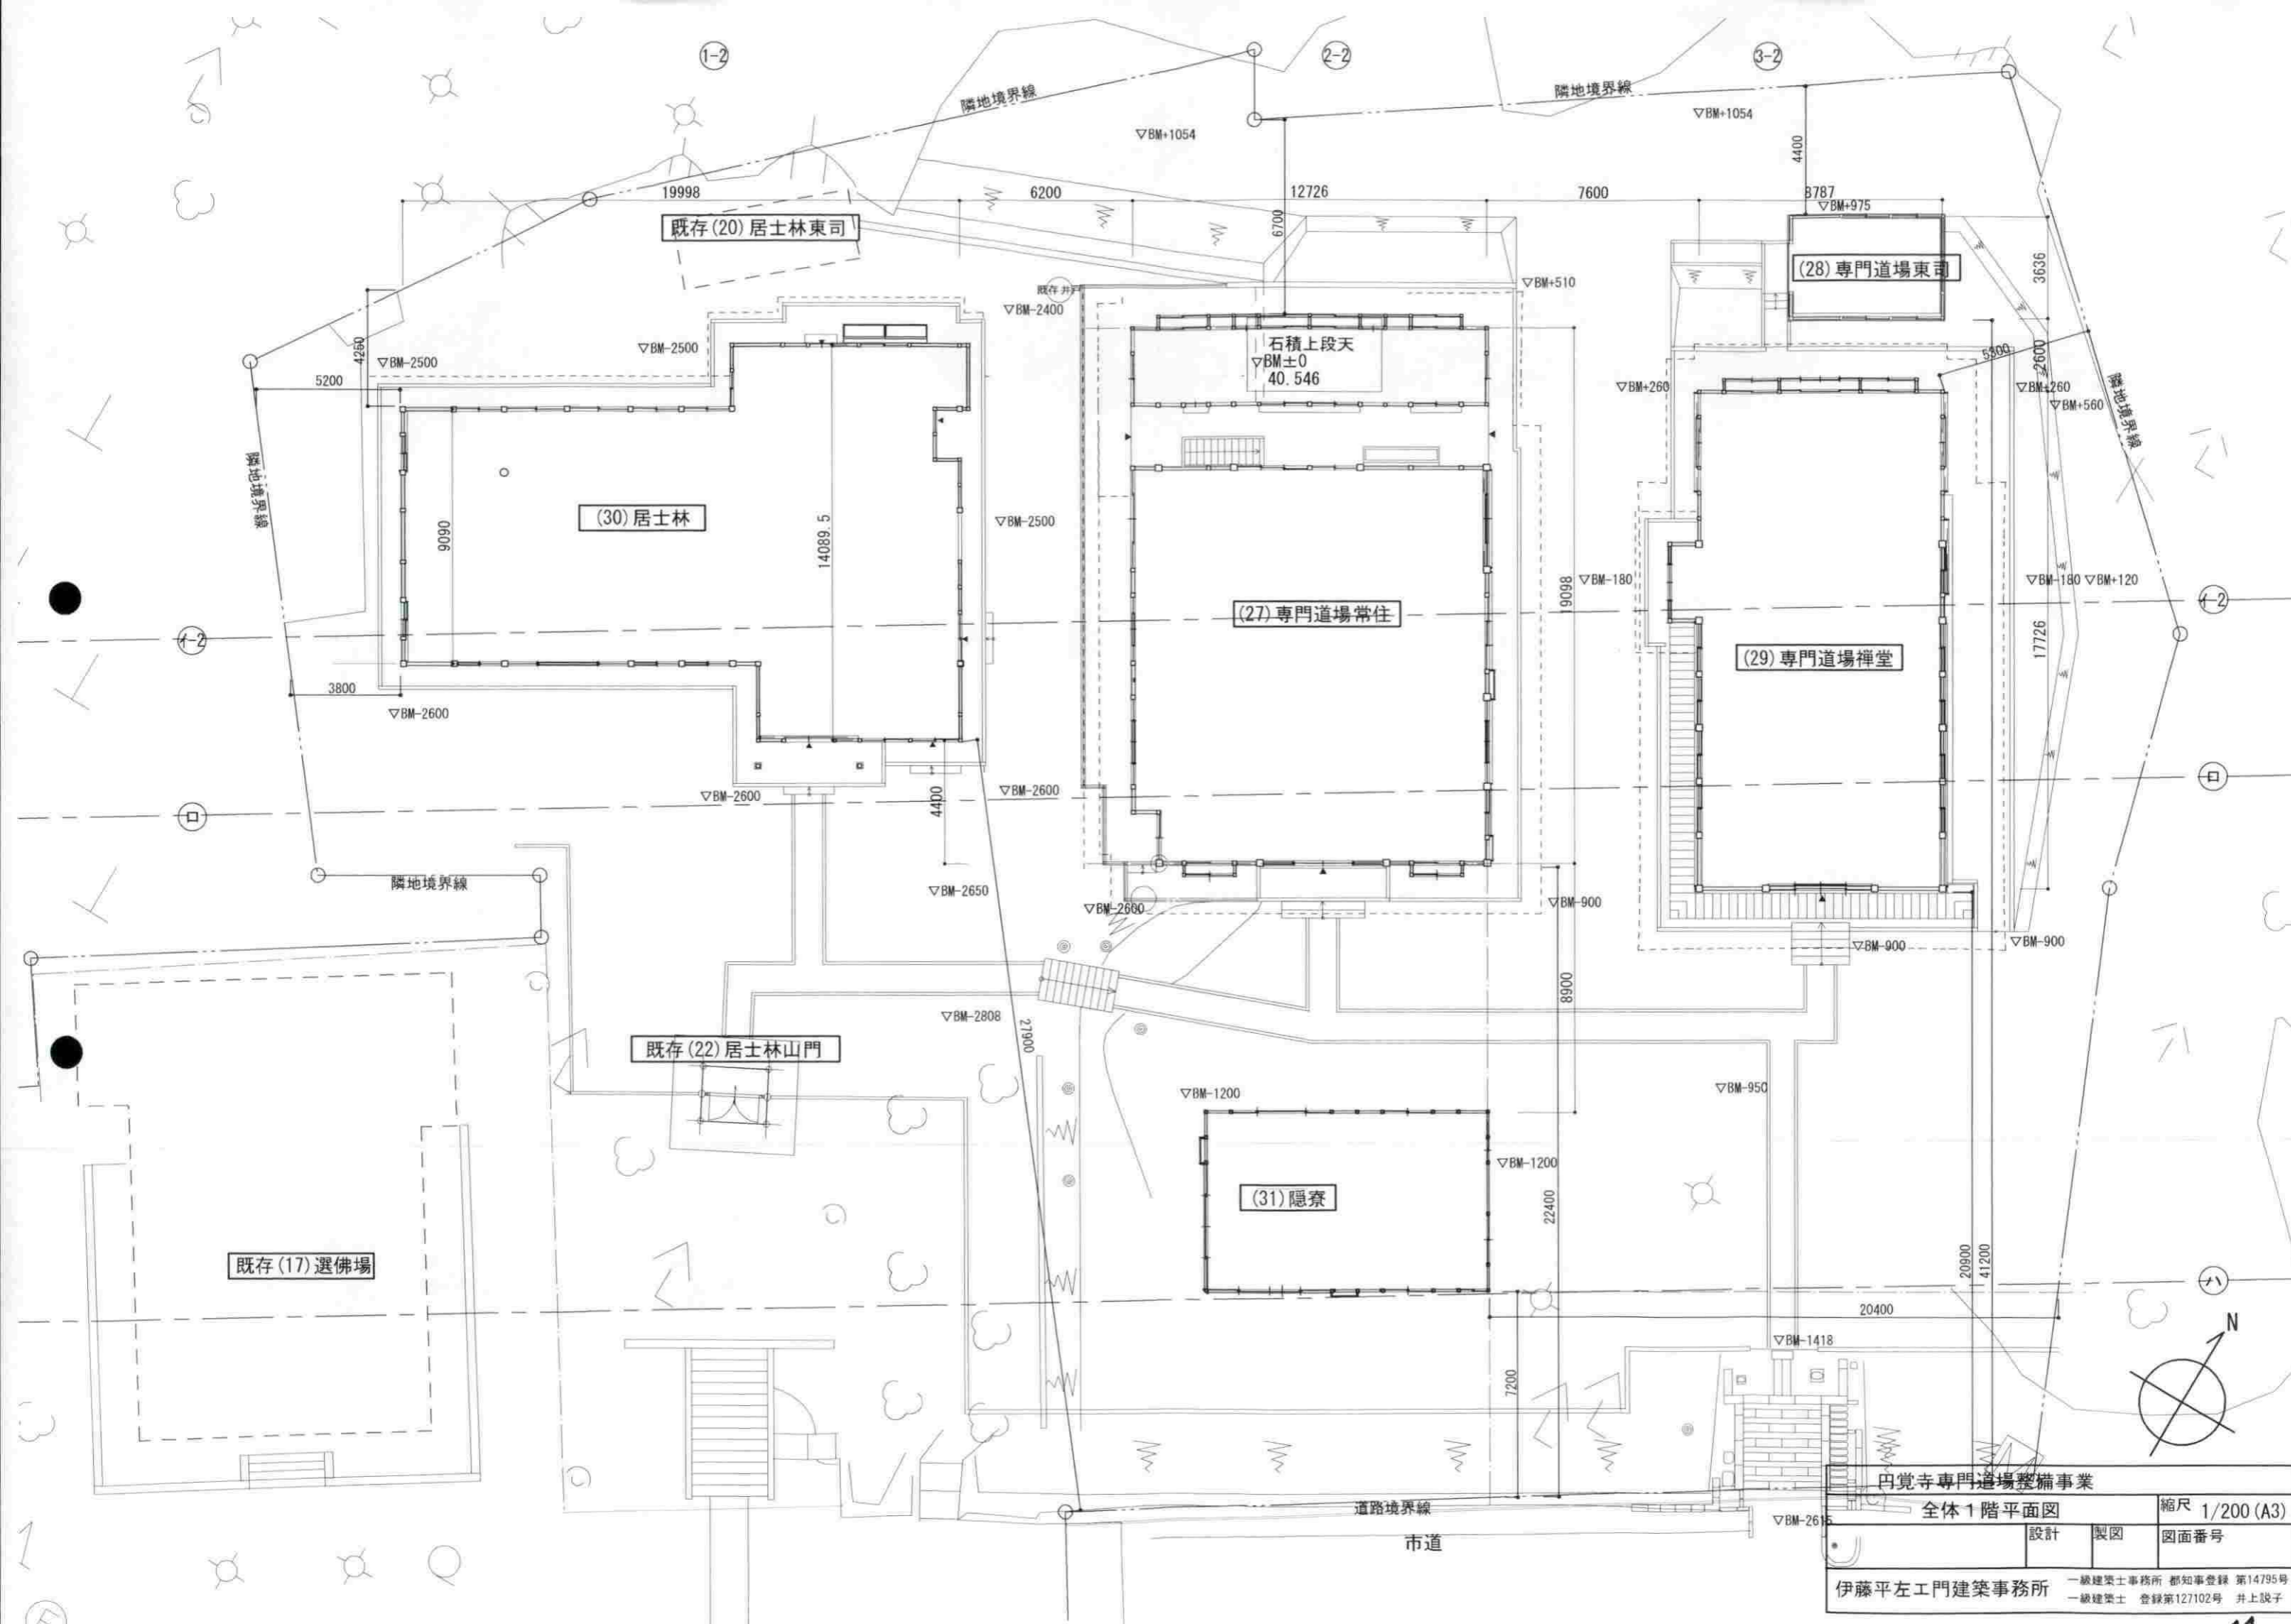 1-2
2-2
3-2
隣地境界線
隣地境界線
▽BM+1054
▽BM+1054
4400
19998
6200
12726
7600
8787
▽BM+975
既存(20)居士林東司
6700
(28)専門道場東司
3636
既存井戸
▽BM+510
▽BM-2400
石積上段天
▽BM±0
40.546
4250
▽BM-2500
▽BM-2500
5200
5300
2600
▽BM+260
▽BM+260
▽BM+560
隣地境界線
隣地境界線
(30)居士林
9090
14089.5
▽BM-2500
19098
▽BM-180
▽BM-180
▽BM+120
(27)専門道場常住
イ-2
イ-2
17726
(29)専門道場禅堂
3800
▽BM-2600
ロ
ロ
▽BM-2600
4400
▽BM-2600
隣地境界線
▽BM-2650
▽BM-2600
▽BM-900
▽BM-900
▽BM-900
8900
▽BM-2808
27900
既存(22)居士林山門
▽BM-1200
▽BM-950
▽BM-1200
(31)隠寮
22400
既存(17)選佛場
20900
41200
ハ
20400
N
▽BM-1418
7200
道路境界線
市道
▽BM-2615
円覚寺専門道場整備事業
全体1階平面図
縮尺 1/200(A3)
設計
製図
図面番号
伊藤平左エ門建築事務所
一級建築士事務所 都知事登録 第14795号
一級建築士 登録第127102号 井上設子